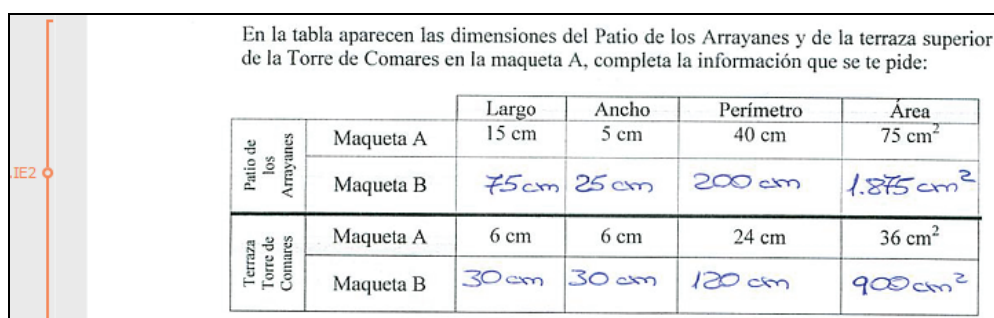 En la tabla aparecen las dimensiones del Patio de los Arrayanes y de la terraza superior
de la Torre de Comares en la maqueta A, completa la información que se te pide:
Largo Ancho Perímetro Área
Patio de
los
Arrayanes
Maqueta A 15 cm 5 cm 40 cm 75 cm²
Maqueta B 75 cm 25 cm 200 cm 1.875 cm²
Terraza
Torre de
Comares
Maqueta A 6 cm 6 cm 24 cm 36 cm²
Maqueta B 30 cm 30 cm 120 cm 900 cm²